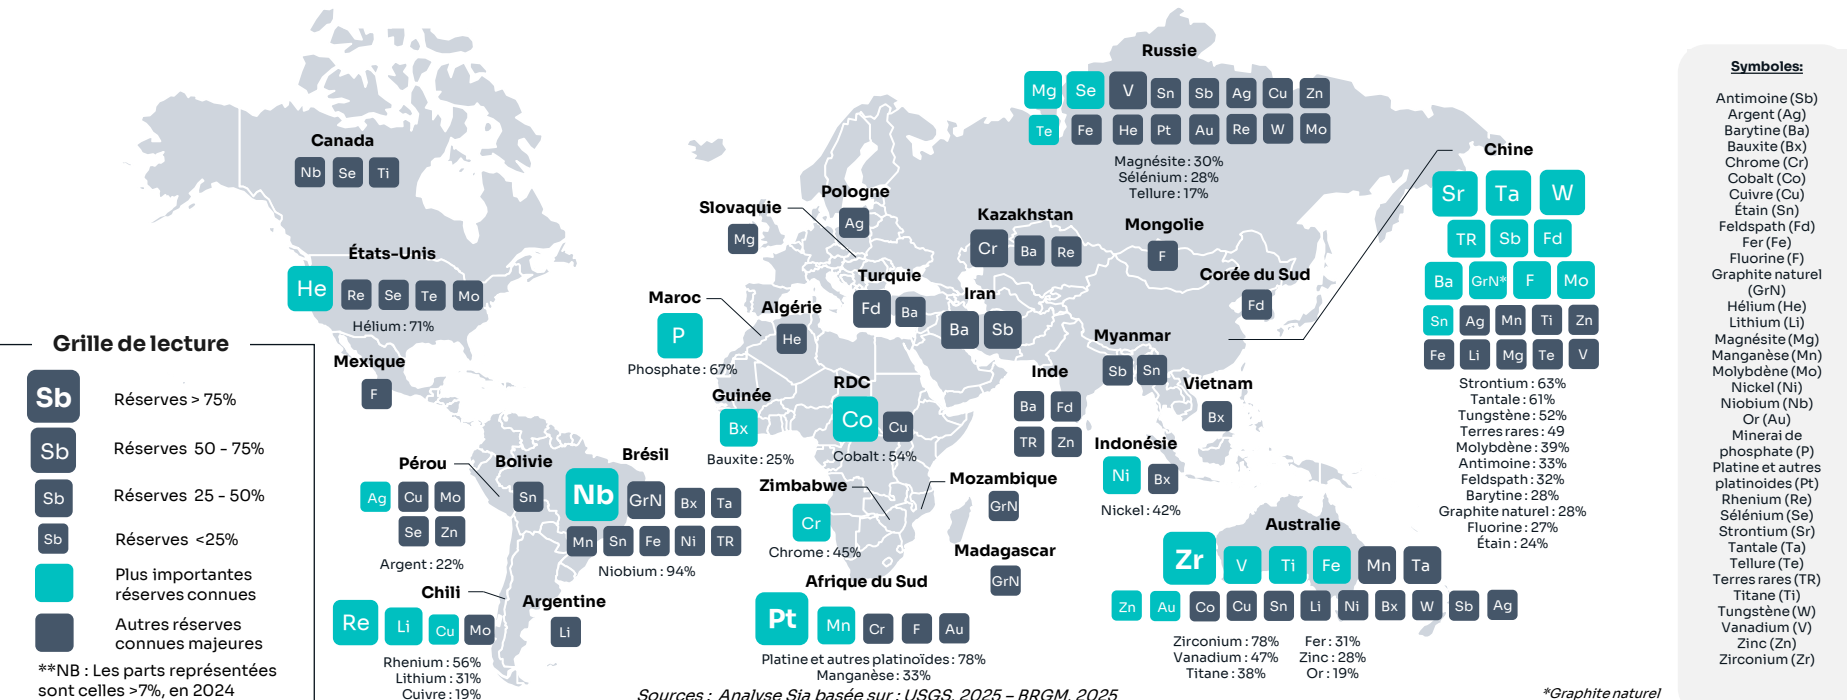 Russie
Mg Se V Sn Sb Ag Cu Zn
Te Fe He Pt Au Re W Mo
Magnésite : 30%
Sélénium : 28%
Tellure : 17%
Canada
Nb Se Ti
États-Unis
He Re Se Te Mo
Hélium : 71%
Mexique
F
Slovaquie
Mg
Pologne
Ag
Kazakhstan
Cr Ba Re
Mongolie
F
Corée du Sud
Fd
Turquie
Fd Ba
Iran
Ba Sb
Maroc
P
Phosphate : 67%
Algérie
He
Myanmar
Sb Sn
Inde
Ba Fd
TR Zn
Vietnam
Bx
Guinée
Bx
Bauxite : 25%
RDC
Co Cu
Cobalt : 54%
Indonésie
Ni Bx
Nickel : 42%
Chine
Sr Ta W
TR Sb Fd
Ba GrN* F Mo
Sn Ag Mn Ti Zn
Fe Li Mg Te V
Strontium : 63%
Tantale : 61%
Tungstène : 52%
Terres rares : 49
Molybdène : 39%
Antimoine : 33%
Feldspath : 32%
Barytine : 28%
Graphite naturel : 28%
Fluorine : 27%
Étain : 24%
Pérou
Ag Cu Mo
Se Zn
Argent : 22%
Bolivie
Sn
Brésil
Nb GrN Bx Ta
Mn Sn Fe Ni TR
Niobium : 94%
Zimbabwe
Cr
Chrome : 45%
Mozambique
GrN
Madagascar
GrN
Afrique du Sud
Pt Mn Cr F Au
Platine et autres platinoïdes : 78%
Manganèse : 33%
Chili
Re Li Cu Mo
Rhenium : 56%
Lithium : 31%
Cuivre : 19%
Argentine
Li
Australie
Zr V Ti Fe Mn Ta
Zn Au Co Cu Sn Li Ni Bx W Sb Ag
Zirconium : 78% Fer : 31%
Vanadium : 47% Zinc : 28%
Titane : 38% Or : 19%
Grille de lecture
Sb Réserves > 75%
Sb Réserves 50 - 75%
Sb Réserves 25 - 50%
Sb Réserves <25%
Plus importantes
réserves connues
Autres réserves
connues majeures
**NB : Les parts représentées
sont celles >7%, en 2024
Symboles:
Antimoine (Sb)
Argent (Ag)
Barytine (Ba)
Bauxite (Bx)
Chrome (Cr)
Cobalt (Co)
Cuivre (Cu)
Étain (Sn)
Feldspath (Fd)
Fer (Fe)
Fluorine (F)
Graphite naturel
(GrN)
Hélium (He)
Lithium (Li)
Magnésite (Mg)
Manganèse (Mn)
Molybdène (Mo)
Nickel (Ni)
Niobium (Nb)
Or (Au)
Minerai de
phosphate (P)
Platine et autres
platinoides (Pt)
Rhenium (Re)
Sélénium (Se)
Strontium (Sr)
Tantale (Ta)
Tellure (Te)
Terres rares (TR)
Titane (Ti)
Tungstène (W)
Vanadium (V)
Zinc (Zn)
Zirconium (Zr)
Sources : Analyse Sia basée sur : USGS, 2025 – BRGM, 2025
*Graphite naturel